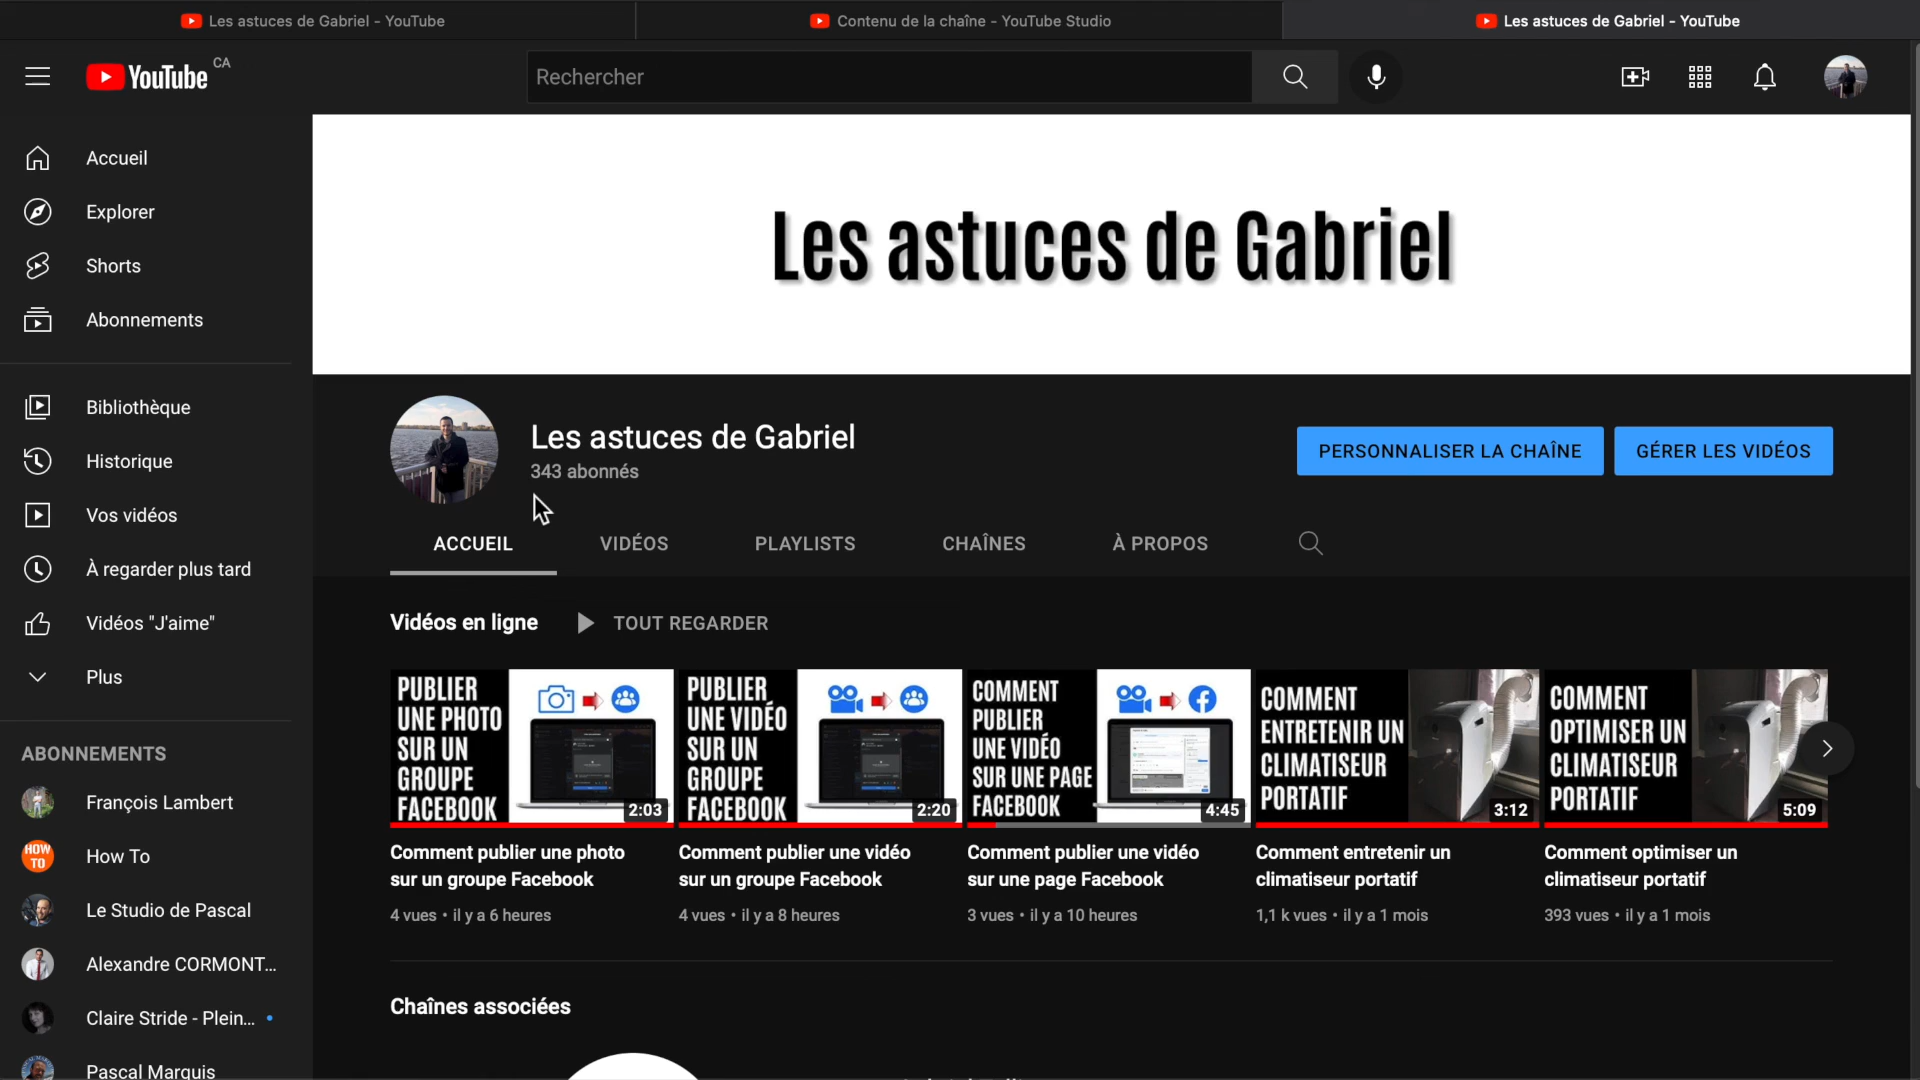 Les astuces de Gabriel - YouTube
Contenu de la chaîne - YouTube Studio
Les astuces de Gabriel - YouTube
YouTube CA
Rechercher
Accueil
Explorer
Shorts
Abonnements
Bibliothèque
Historique
Vos vidéos
À regarder plus tard
Vidéos "J'aime"
Plus
ABONNEMENTS
François Lambert
HOW TO
How To
Le Studio de Pascal
Alexandre CORMONT...
Claire Stride - Plein...
Pascal Marquis
Les astuces de Gabriel
Les astuces de Gabriel
343 abonnés
PERSONNALISER LA CHAÎNE
GÉRER LES VIDÉOS
ACCUEIL
VIDÉOS
PLAYLISTS
CHAÎNES
À PROPOS
Vidéos en ligne
TOUT REGARDER
PUBLIER
UNE PHOTO
SUR UN
GROUPE
FACEBOOK
2:03
Comment publier une photo
sur un groupe Facebook
4 vues • il y a 6 heures
PUBLIER
UNE VIDÉO
SUR UN
GROUPE
FACEBOOK
2:20
Comment publier une vidéo
sur un groupe Facebook
4 vues • il y a 8 heures
COMMENT
PUBLIER
UNE VIDÉO
SUR UNE PAGE
FACEBOOK
4:45
Comment publier une vidéo
sur une page Facebook
3 vues • il y a 10 heures
COMMENT
ENTRETENIR UN
CLIMATISEUR
PORTATIF
3:12
Comment entretenir un
climatiseur portatif
1,1 k vues • il y a 1 mois
COMMENT
OPTIMISER UN
CLIMATISEUR
PORTATIF
5:09
Comment optimiser un
climatiseur portatif
393 vues • il y a 1 mois
Chaînes associées